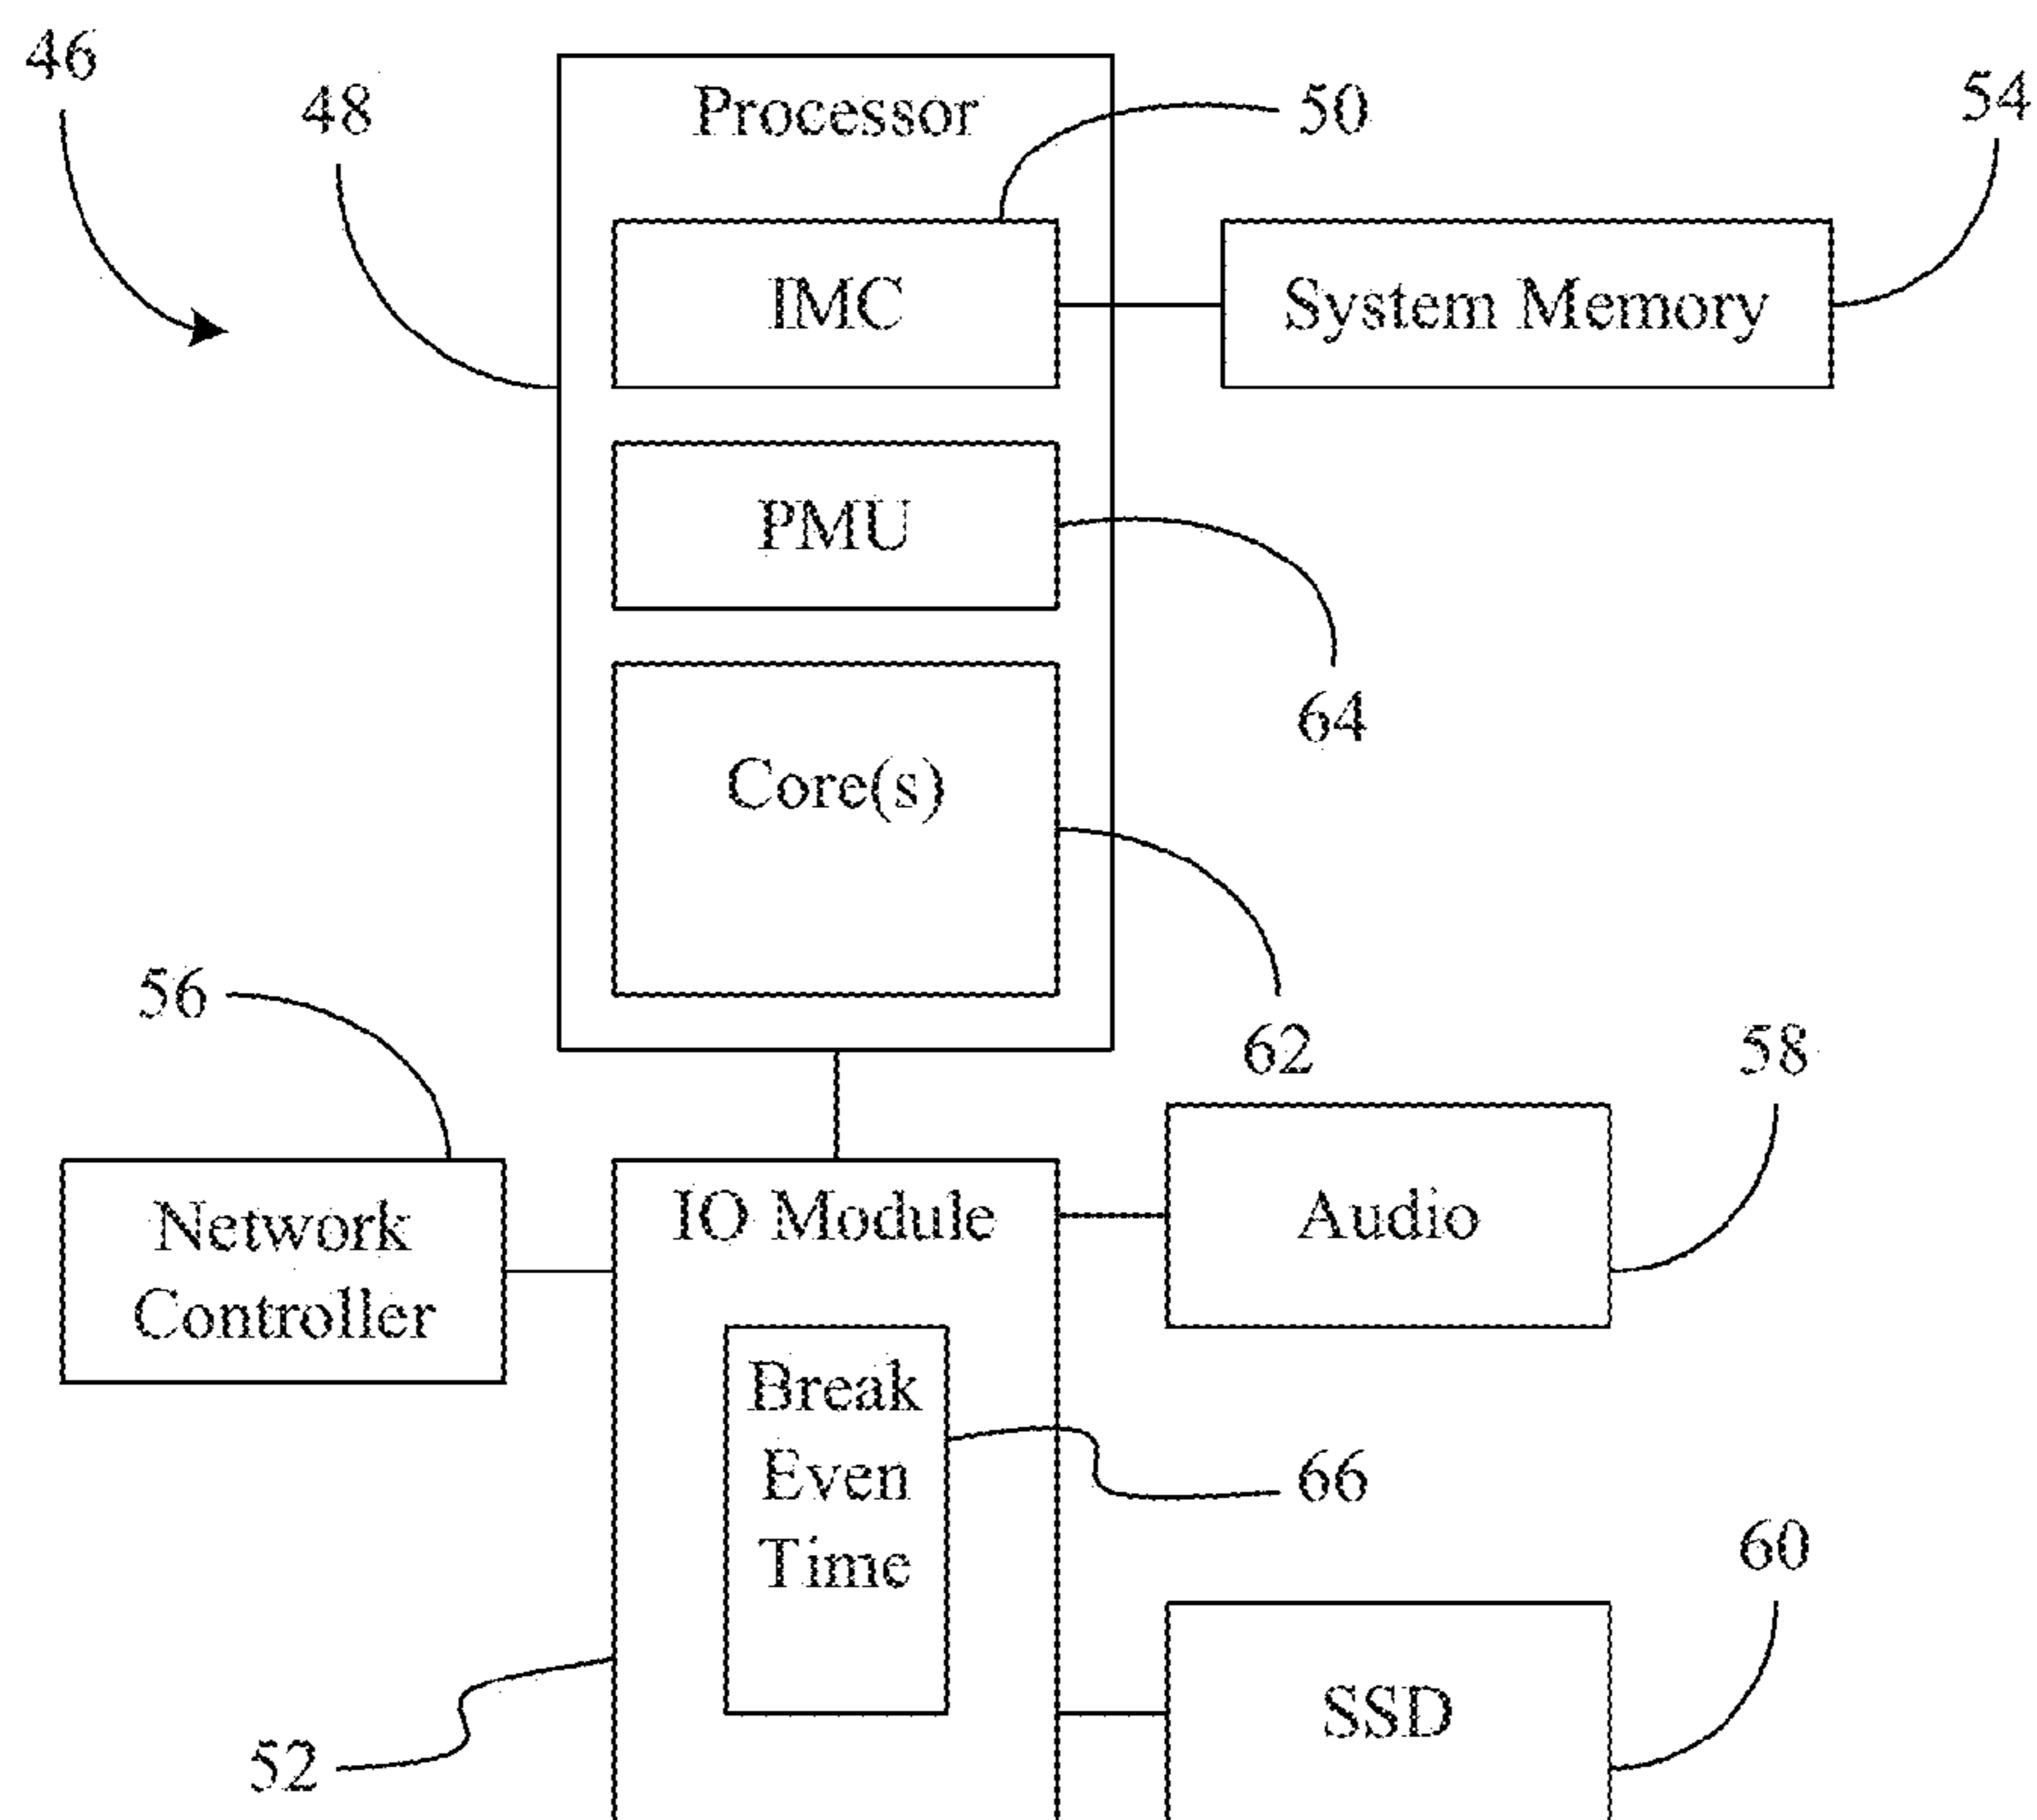 46
48
Processor
50
54
IMC
System Memory
PMU
64
Core(s)
56
62
58
Network
Controller
IO Module
Audio
Break
Even
Time
66
60
SSD
52